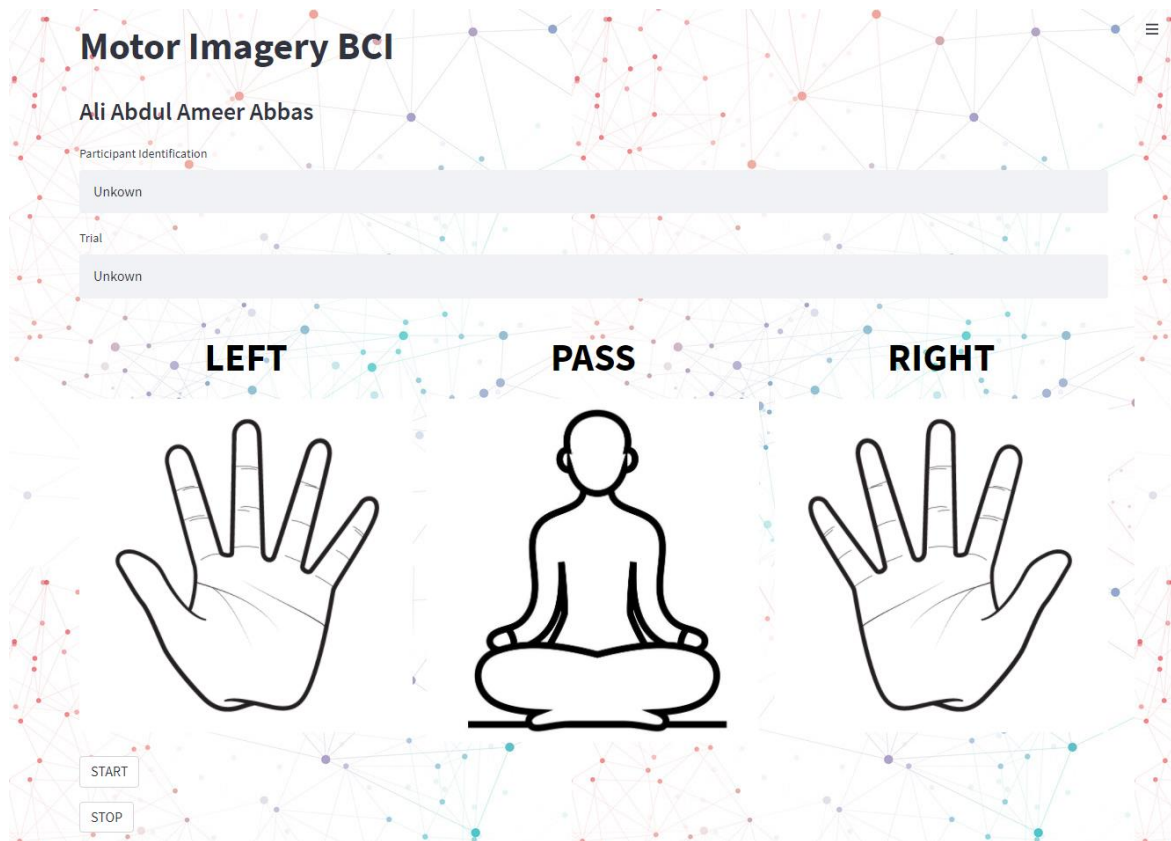 Motor Imagery BCI
Ali Abdul Ameer Abbas
Participant Identification
Unkown
Trial
Unkown
LEFT PASS RIGHT
START
STOP